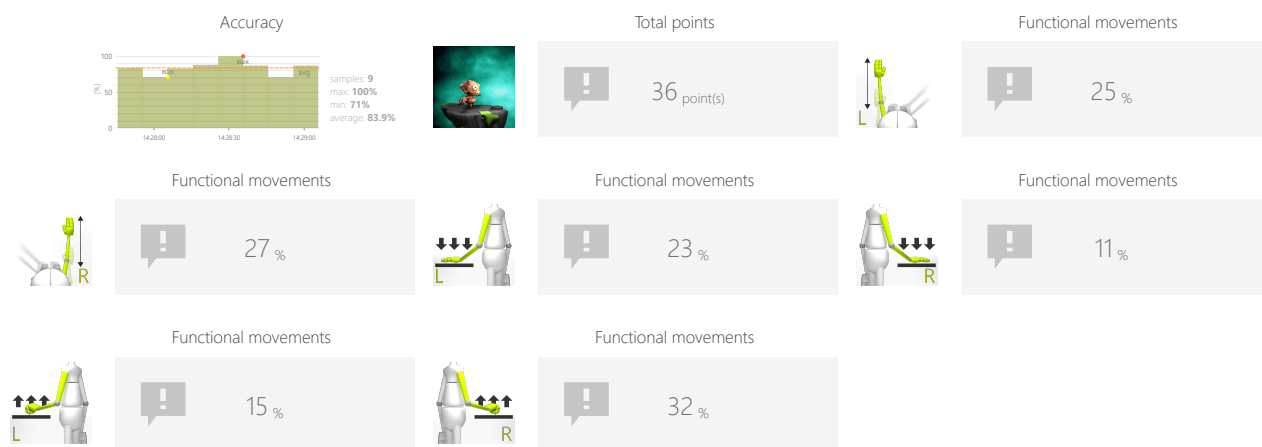 Accuracy
Total points
Functional movements
100
50
0
[%]
min
max
avg
14:28:00
14:28:30
14:29:00
samples: 9
max: 100%
min: 71%
average: 83.9%
36 point(s)
L
25 %
Functional movements
Functional movements
Functional movements
R
27 %
L
23 %
R
11 %
Functional movements
Functional movements
L
15 %
R
32 %